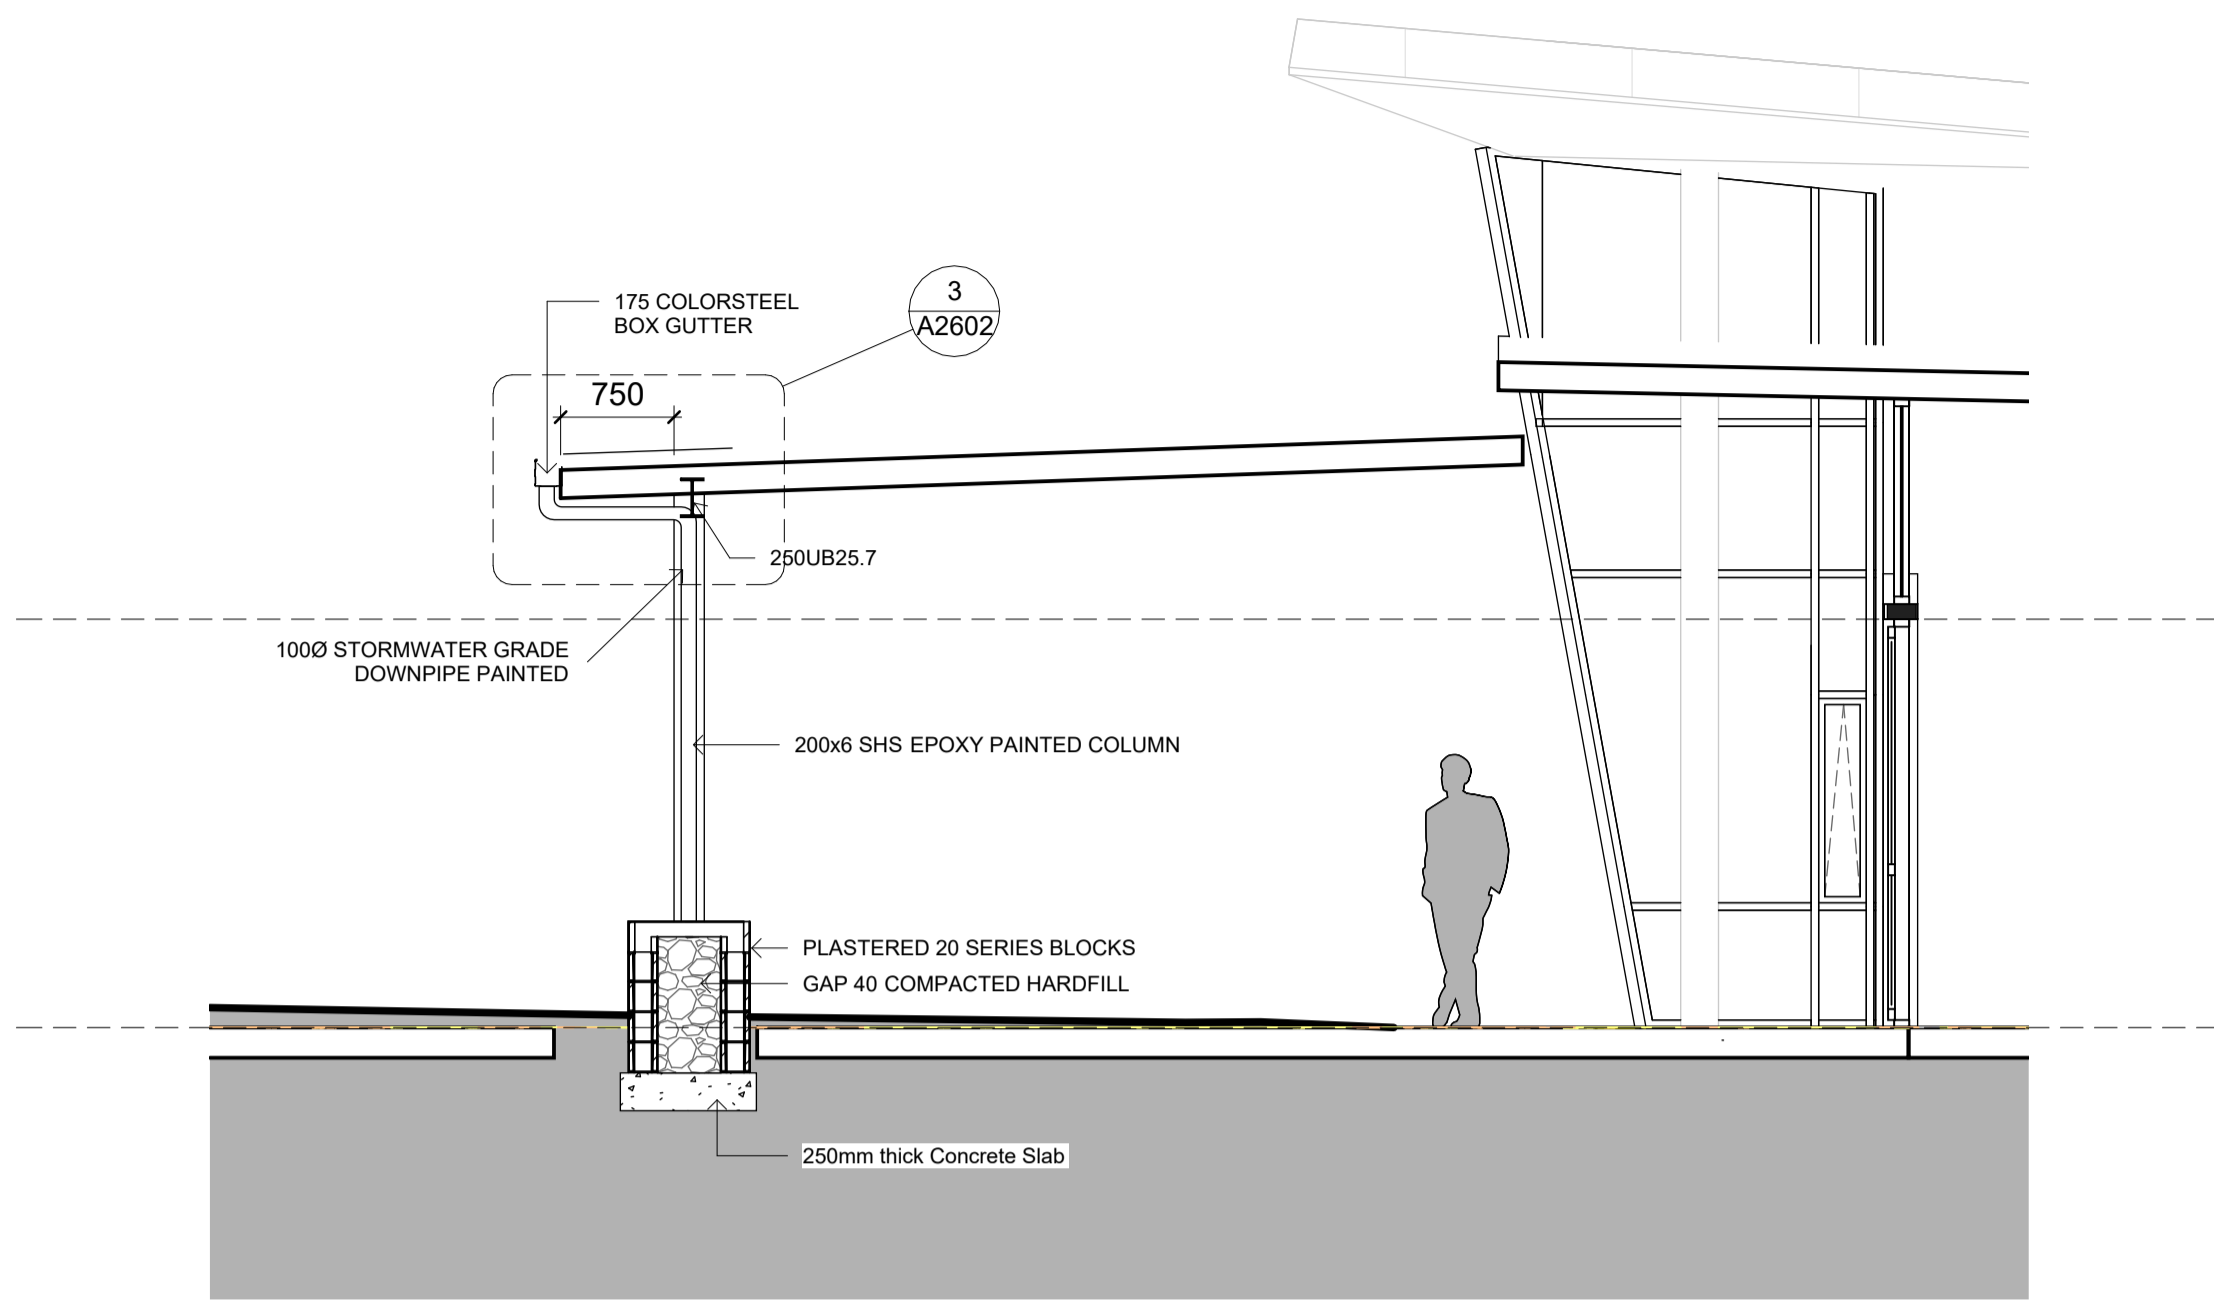 175 COLORSTEEL
BOX GUTTER
3
A2602
750
250UB25.7
100Ø STORMWATER GRADE
DOWNPIPE PAINTED
200x6 SHS EPOXY PAINTED COLUMN
PLASTERED 20 SERIES BLOCKS
GAP 40 COMPACTED HARDFILL
250mm thick Concrete Slab